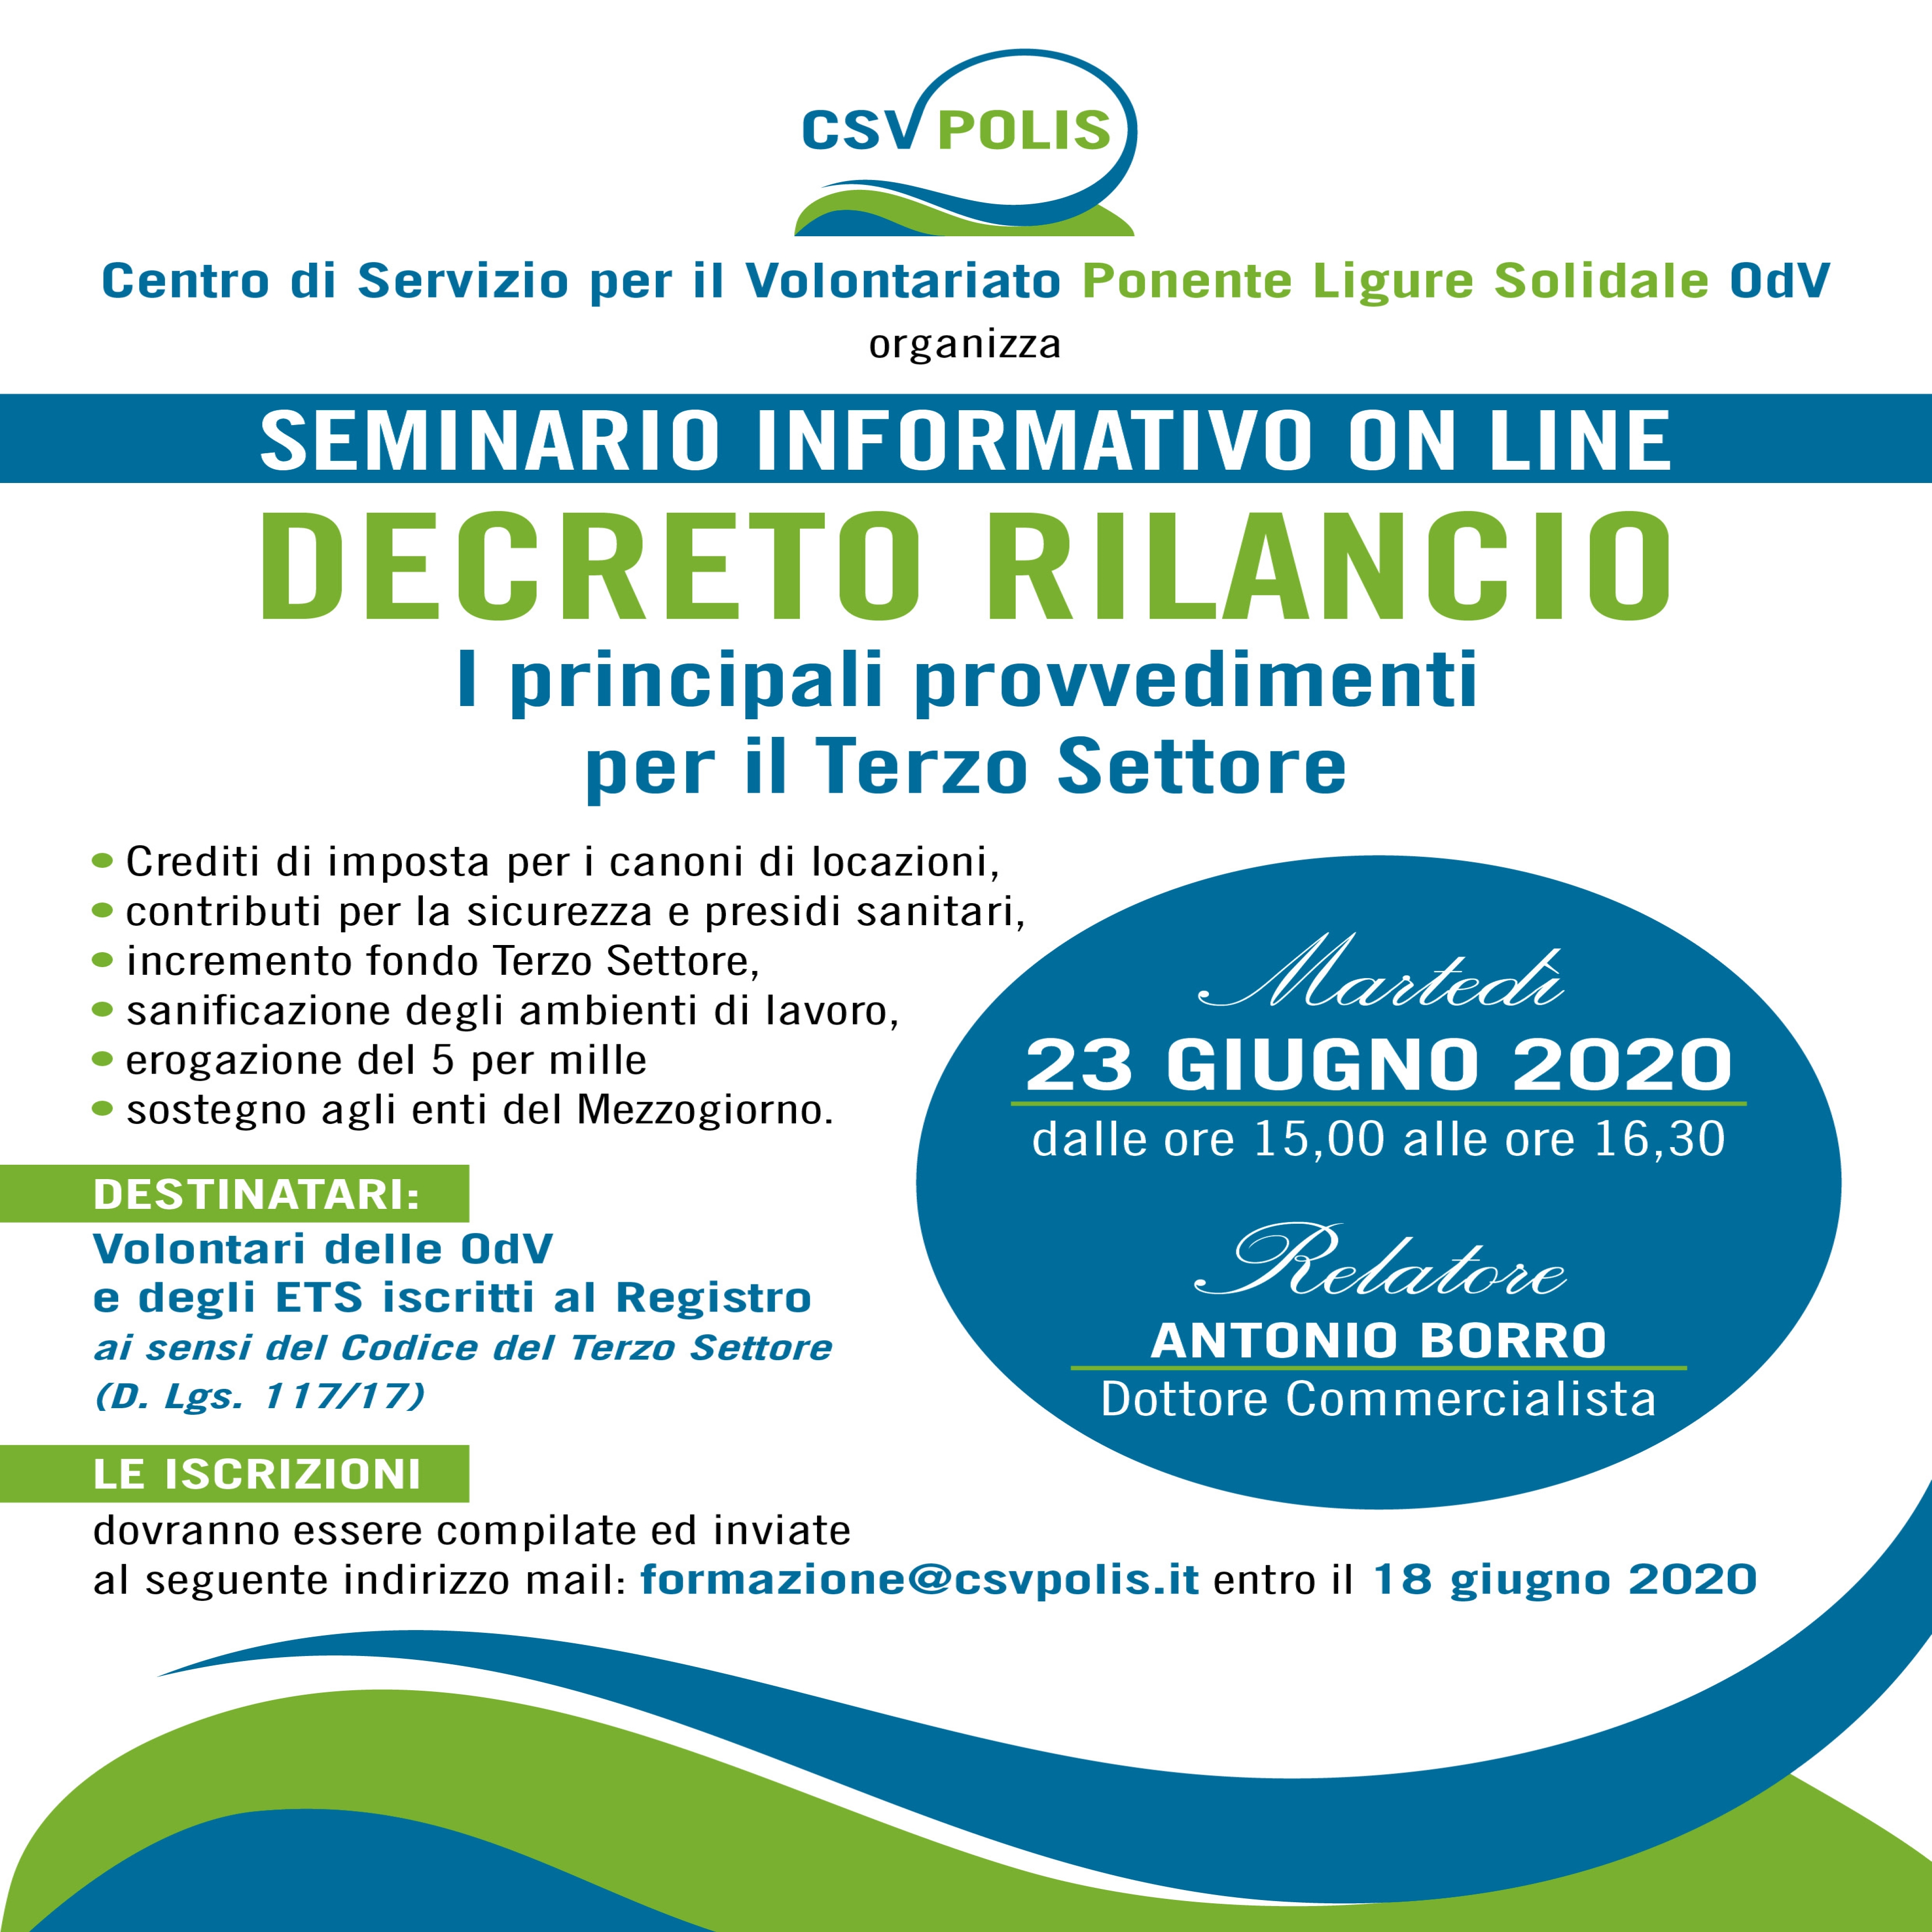 CSV POLIS
Centro di Servizio per il Volontariato Ponente Ligure Solidale OdV
organizza
SEMINARIO INFORMATIVO ON LINE
DECRETO RILANCIO
I principali provvedimenti
per il Terzo Settore
• Crediti di imposta per i canoni di locazioni,
• contributi per la sicurezza e presidi sanitari,
• incremento fondo Terzo Settore,
• sanificazione degli ambienti di lavoro,
• erogazione del 5 per mille
• sostegno agli enti del Mezzogiorno.
Martedì
23 GIUGNO 2020
dalle ore 15,00 alle ore 16,30
Relatore
ANTONIO BORRO
Dottore Commercialista
DESTINATARI:
Volontari delle OdV
e degli ETS iscritti al Registro
ai sensi del Codice del Terzo Settore
(D. Lgs. 117/17)
LE ISCRIZIONI
dovranno essere compilate ed inviate
al seguente indirizzo mail: formazione@csvpolis.it entro il 18 giugno 2020